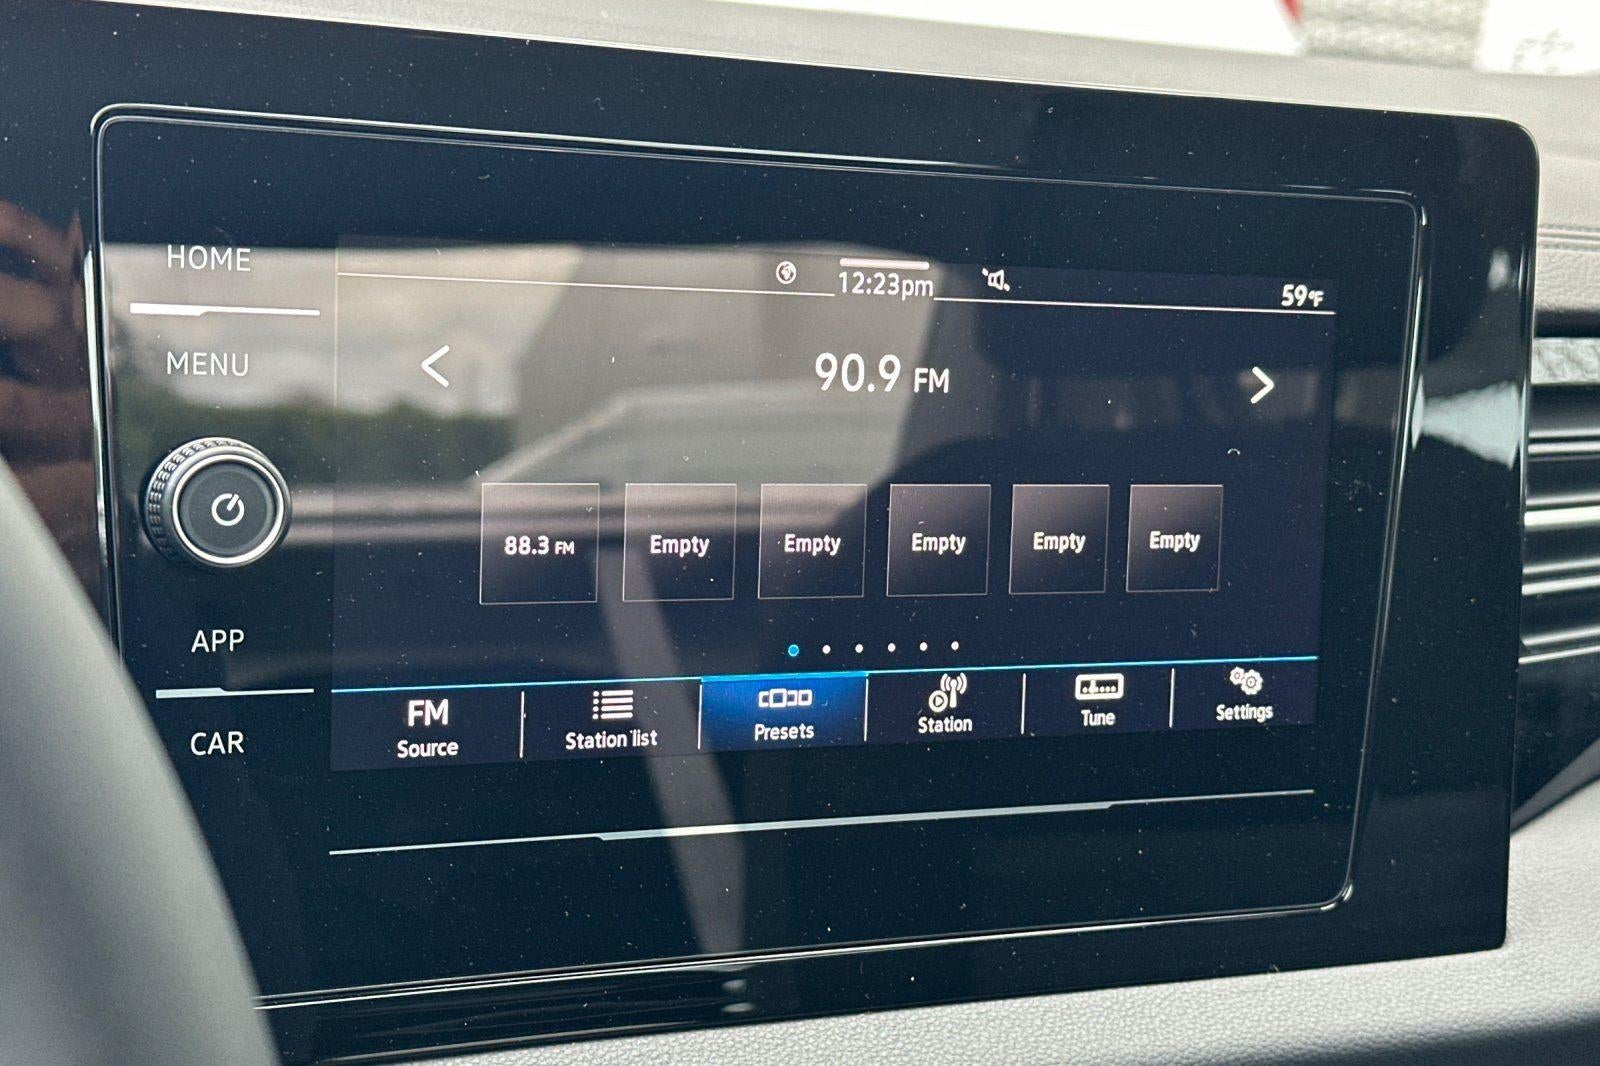 HOME
MENU
APP
CAR
12:23pm
59°F
90.9 FM
88.3 FM
Empty
Empty
Empty
Empty
Empty
FM
Source
Station list
Presets
Station
Tune
Settings